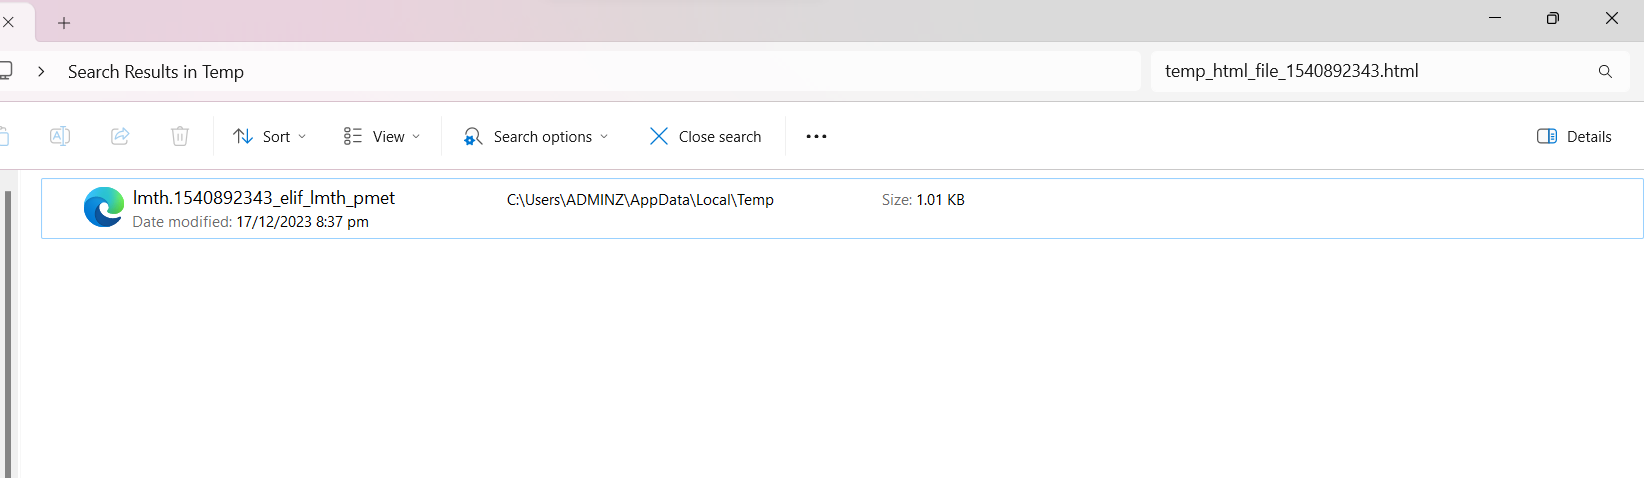 Search Results in Temp
temp_html_file_1540892343.html
Sort
View
Search options
Close search
Details
lmth.1540892343_elif_lmth_pmet
C:\Users\ADMINZ\AppData\Local\Temp
Size: 1.01 KB
Date modified: 17/12/2023 8:37 pm